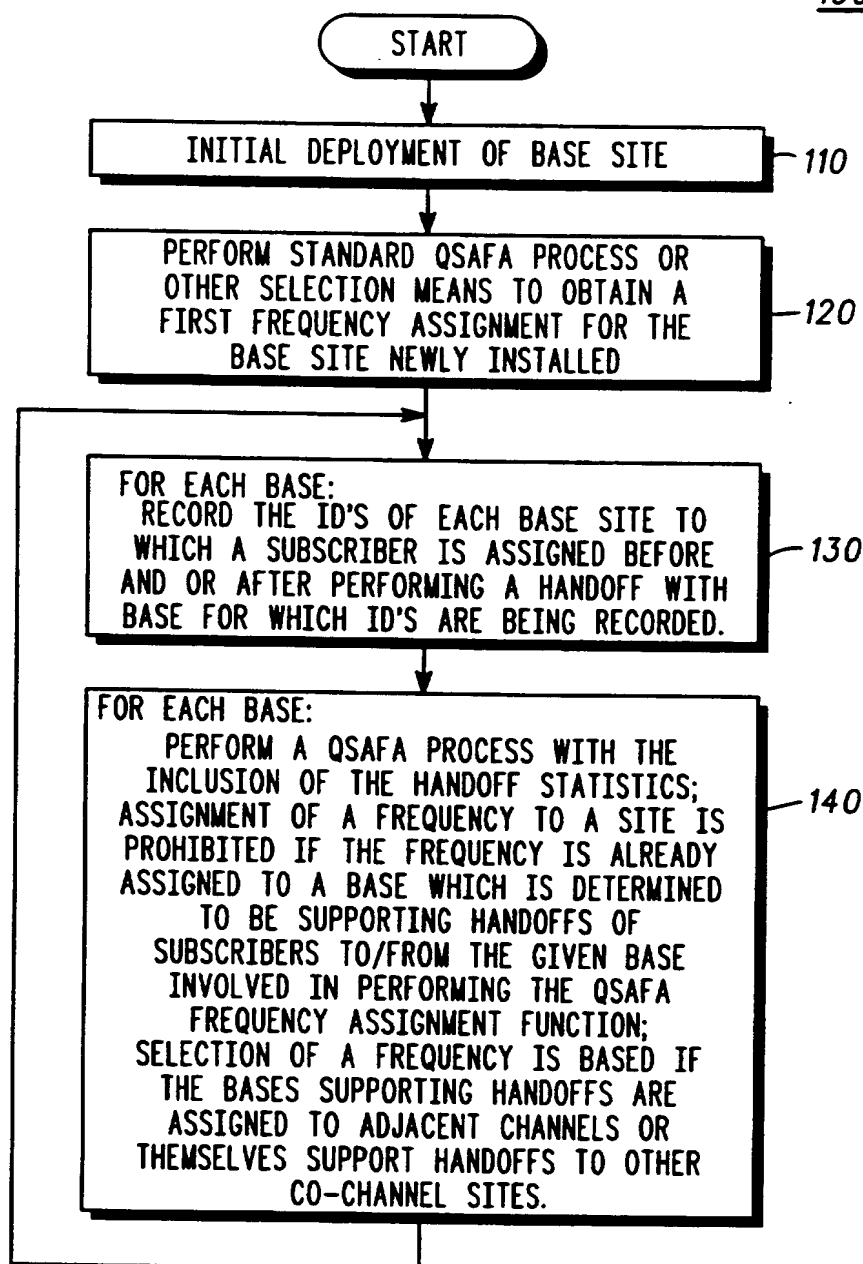 START
INITIAL DEPLOYMENT OF BASE SITE
110
PERFORM STANDARD QSAFA PROCESS OR
OTHER SELECTION MEANS TO OBTAIN A
FIRST FREQUENCY ASSIGNMENT FOR THE
BASE SITE NEWLY INSTALLED
120
FOR EACH BASE:
RECORD THE ID'S OF EACH BASE SITE TO
WHICH A SUBSCRIBER IS ASSIGNED BEFORE
AND OR AFTER PERFORMING A HANDOFF WITH
BASE FOR WHICH ID'S ARE BEING RECORDED.
130
FOR EACH BASE:
PERFORM A QSAFA PROCESS WITH THE
INCLUSION OF THE HANDOFF STATISTICS;
ASSIGNMENT OF A FREQUENCY TO A SITE IS
PROHIBITED IF THE FREQUENCY IS ALREADY
ASSIGNED TO A BASE WHICH IS DETERMINED
TO BE SUPPORTING HANDOFFS OF
SUBSCRIBERS TO/FROM THE GIVEN BASE
INVOLVED IN PERFORMING THE QSAFA
FREQUENCY ASSIGNMENT FUNCTION;
SELECTION OF A FREQUENCY IS BASED IF
THE BASES SUPPORTING HANDOFFS ARE
ASSIGNED TO ADJACENT CHANNELS OR
THEMSELVES SUPPORT HANDOFFS TO OTHER
CO-CHANNEL SITES.
140